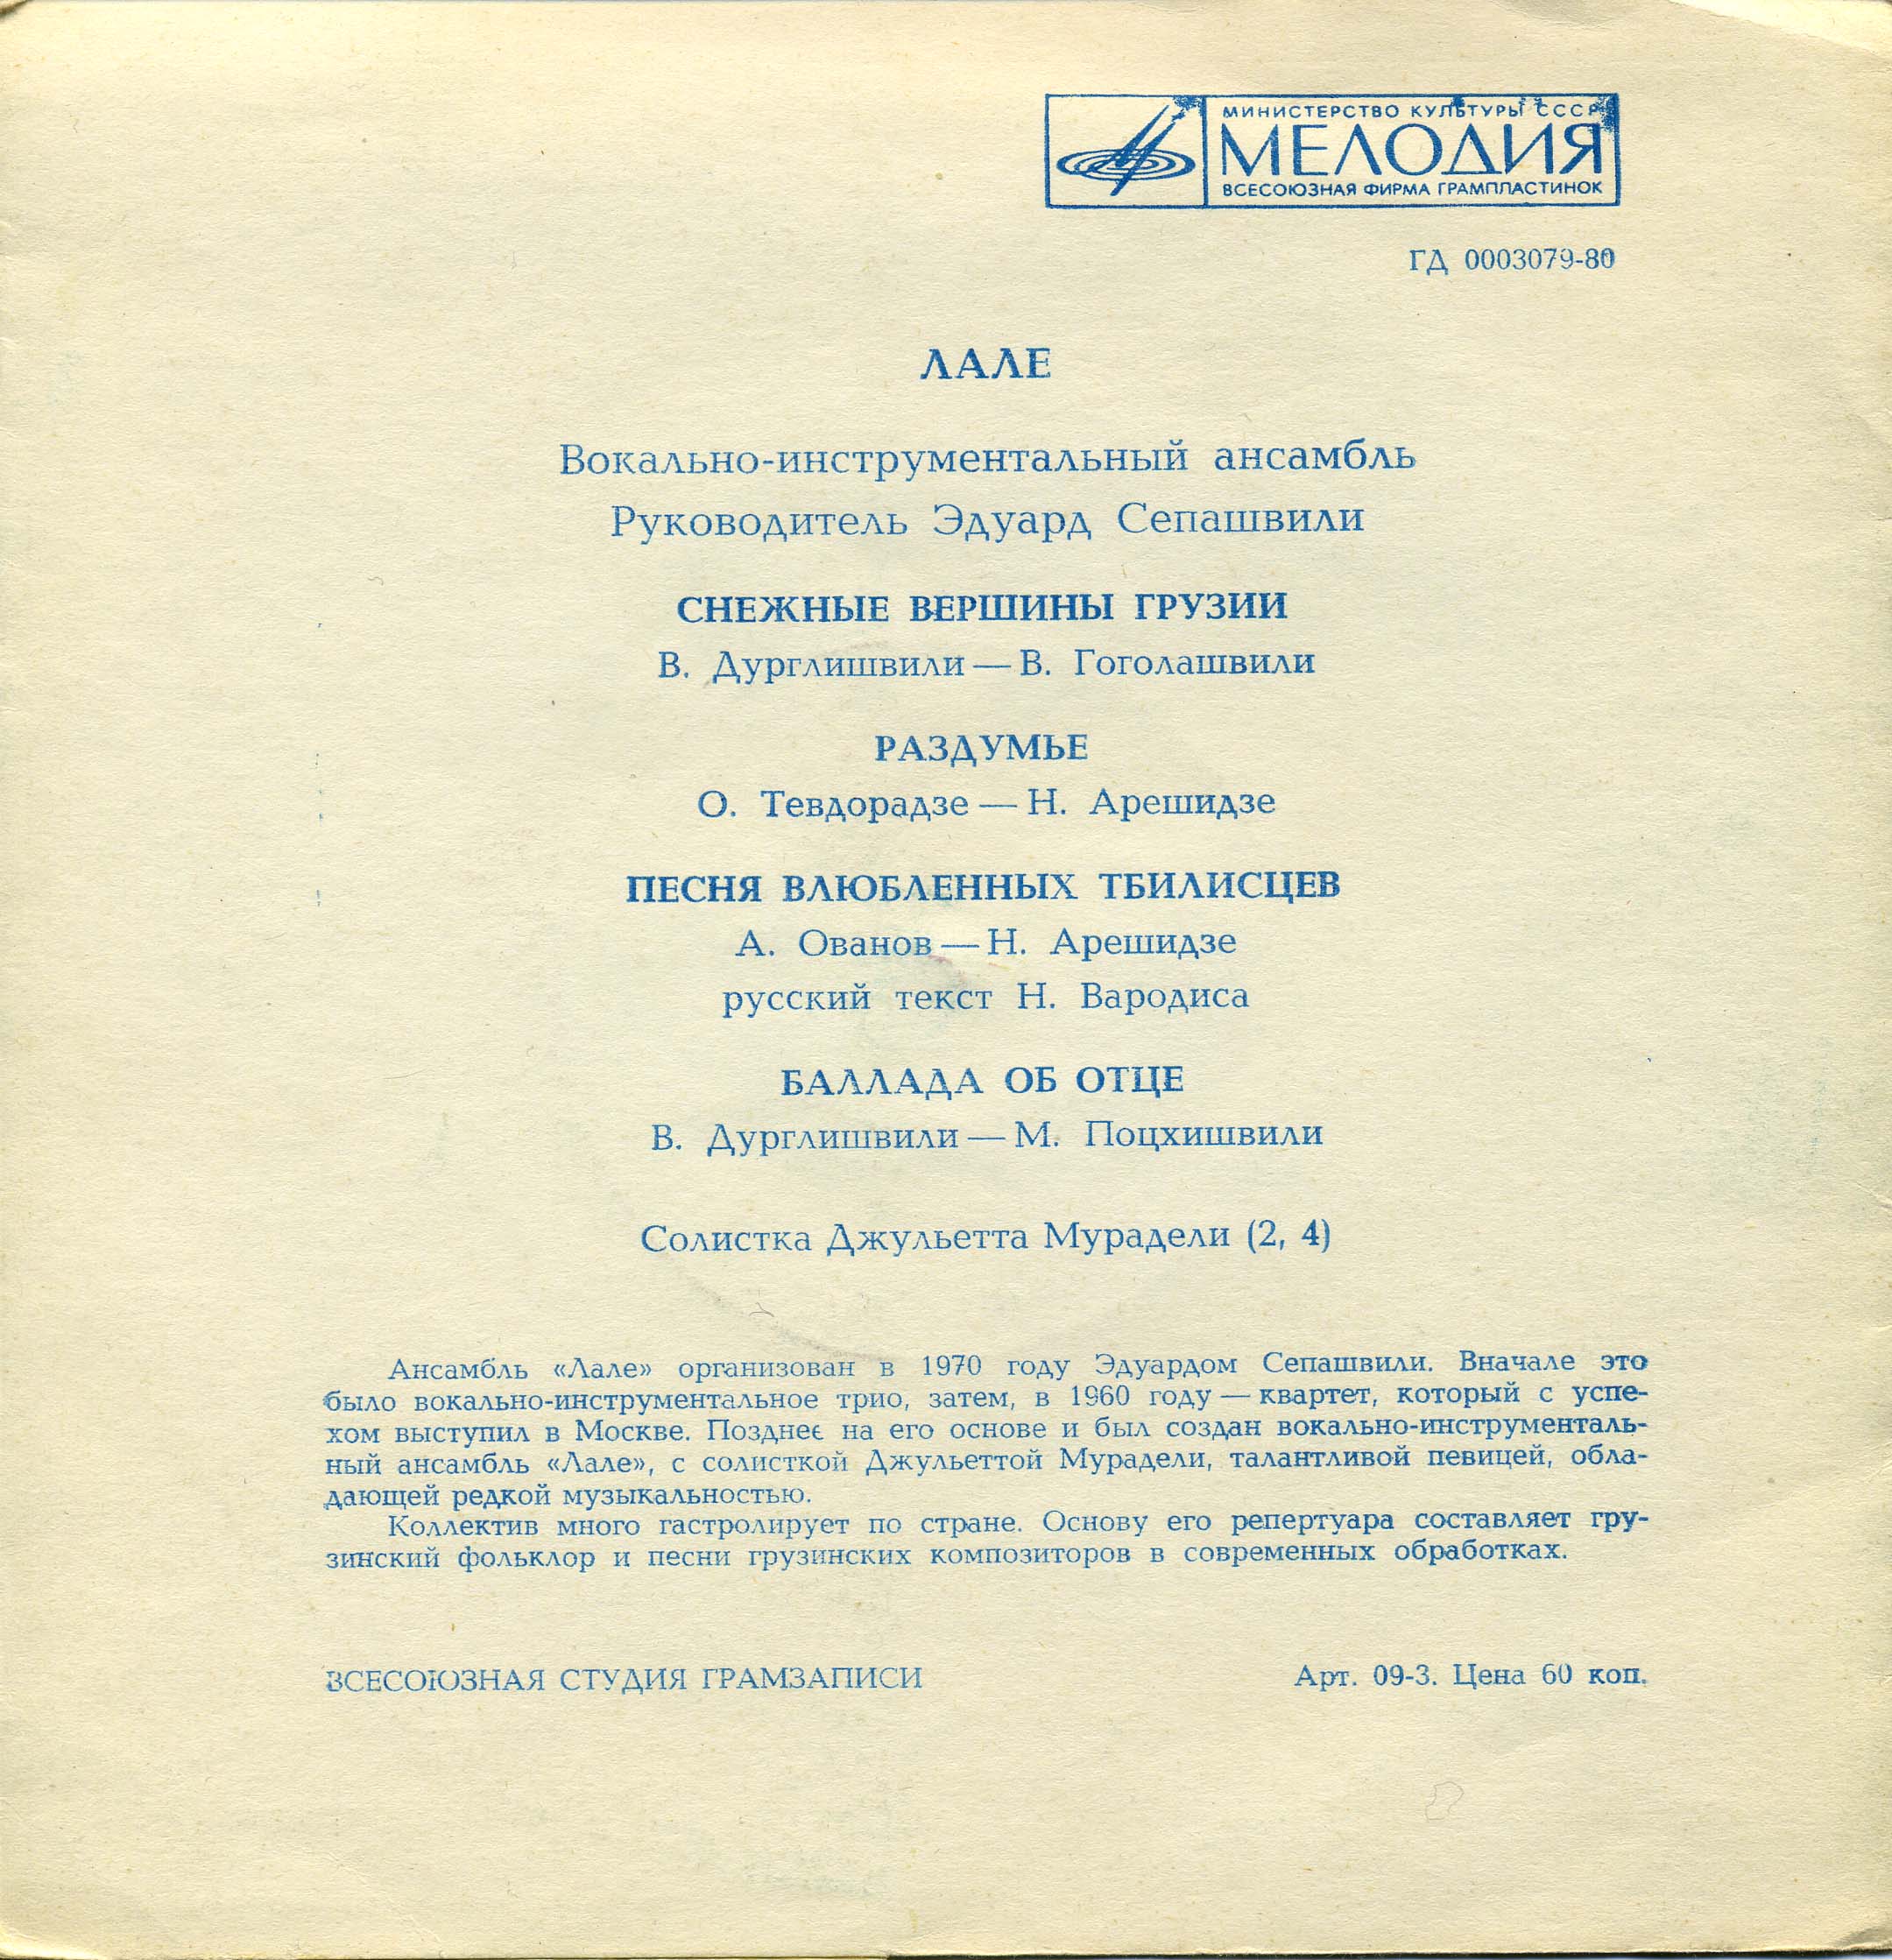 МИНИСТЕРСТВО КУЛЬТУРЫ СССР
МЕЛОДИЯ
ВСЕСОЮЗНАЯ ФИРМА ГРАМПЛАСТИНОК
ГД 0003079-80
ЛАЛЕ
Вокально-инструментальный ансамбль
Руководитель Эдуард Сепашвили
СНЕЖНЫЕ ВЕРШИНЫ ГРУЗИИ
В. Дурглишвили — В. Гоголашвили
РАЗДУМЬЕ
О. Тевдорадзе — Н. Арешидзе
ПЕСНЯ ВЛЮБЛЕННЫХ ТБИЛИСЦЕВ
А. Ованов — Н. Арешидзе
русский текст Н. Вародиса
БАЛЛАДА ОБ ОТЦЕ
В. Дурглишвили — М. Поцхишвили
Солистка Джульетта Мурадели (2, 4)
Ансамбль «Лале» организован в 1970 году Эдуардом Сепашвили. Вначале это
было вокально-инструментальное трио, затем, в 1960 году — квартет, который с успе-
хом выступил в Москве. Позднее на его основе и был создан вокально-инструменталь-
ный ансамбль «Лале», с солисткой Джульеттой Мурадели, талантливой певицей, обла-
дающей редкой музыкальностью.
Коллектив много гастролирует по стране. Основу его репертуара составляет гру-
зинский фольклор и песни грузинских композиторов в современных обработках.
ВСЕСОЮЗНАЯ СТУДИЯ ГРАМЗАПИСИ
Арт. 09-3. Цена 60 коп.